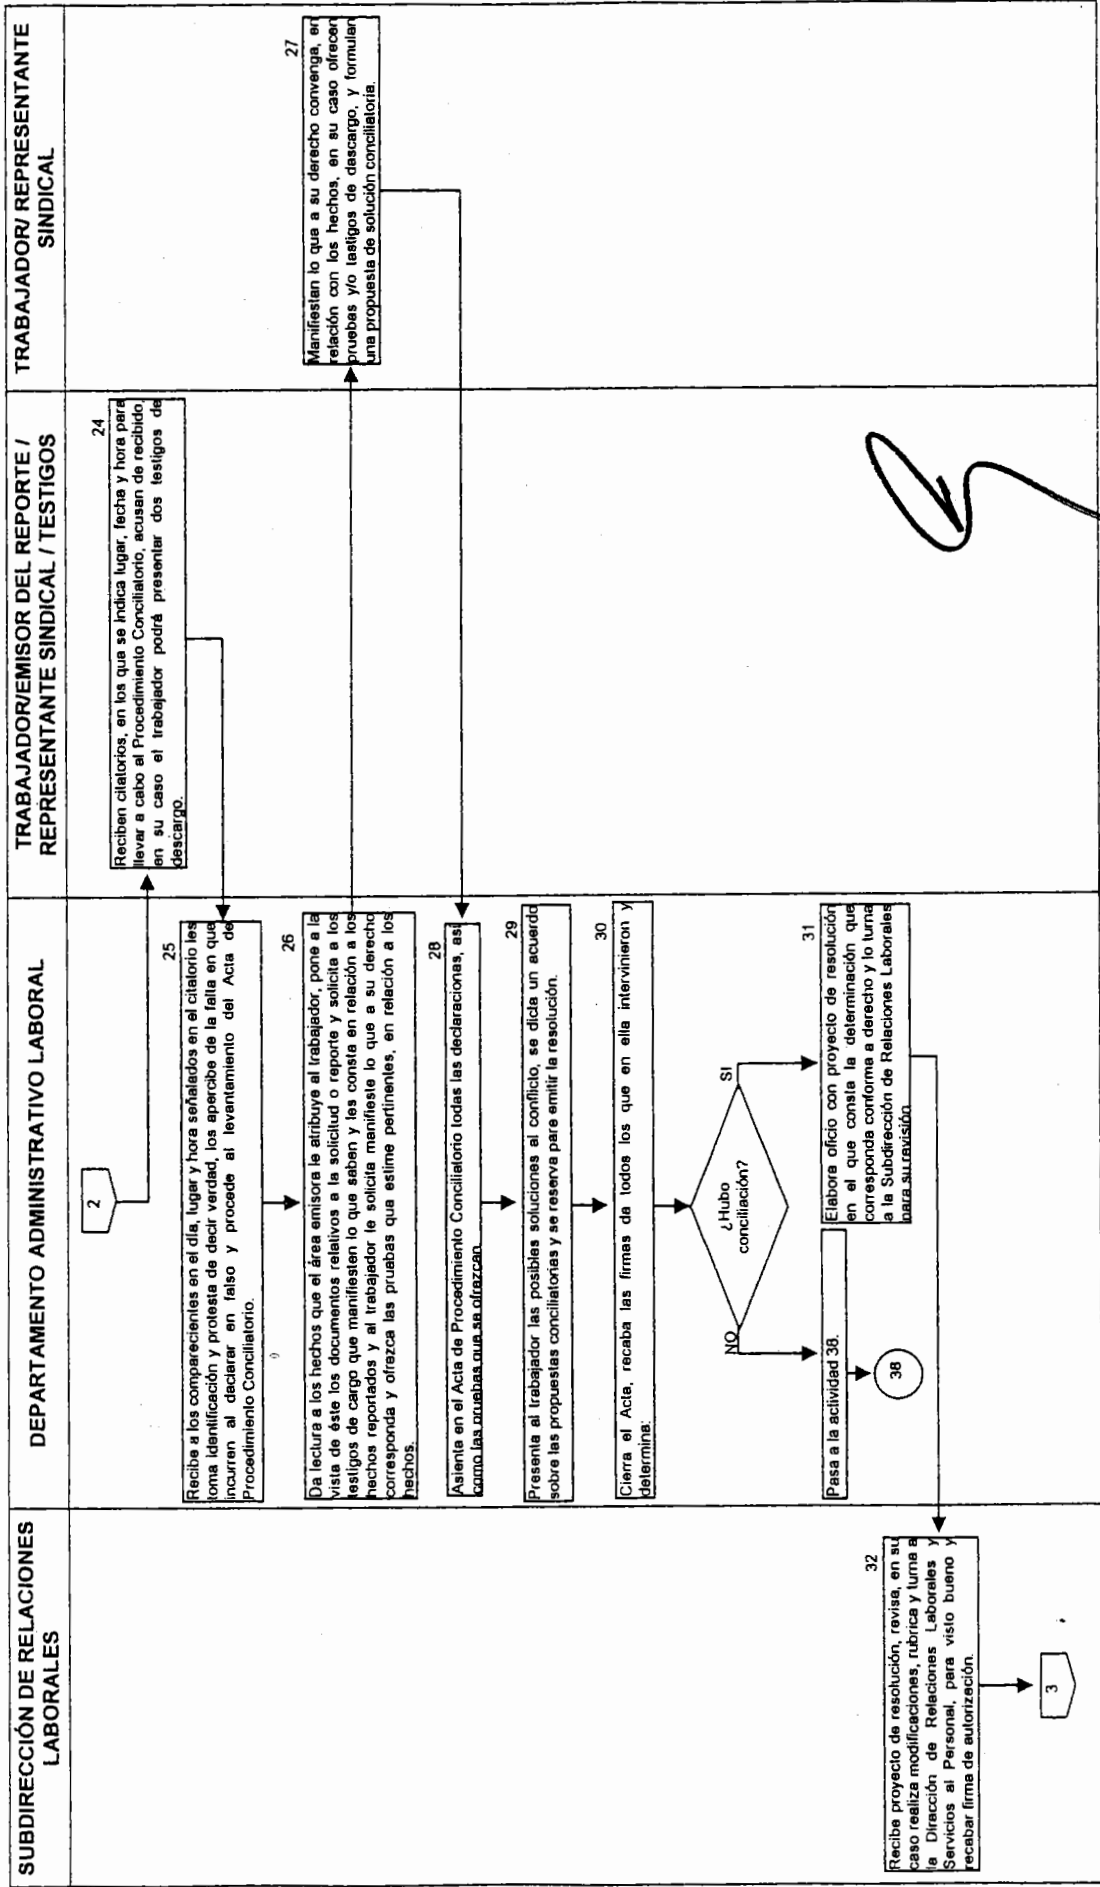 SUBDIRECCIÓN DE RELACIONES
LABORALES
DEPARTAMENTO ADMINISTRATIVO LABORAL
TRABAJADOR/EMISOR DEL REPORTE /
REPRESENTANTE SINDICAL / TESTIGOS
TRABAJADOR/ REPRESENTANTE
SINDICAL
2
24
Reciben citatorios, en los que se indica lugar, fecha y hora para
llevar a cabo al Procedimiento Conciliatorio, acusan de recibido,
en su caso el trabajador podrá presentar dos testigos de
descargo.
25
Recibe a los comparecientes en el día, lugar y hora señalados en el citatorio les
toma identificación y protesta de decir verdad, los apercibe de la falta en que
incurren al declarar en falso y procede al levantamiento del Acta de
Procedimiento Conciliatorio.
26
Da lectura a los hechos que el área emisora le atribuye al trabajador, pone a la
vista de éste los documentos relativos a la solicitud o reporte y solicita a los
testigos de cargo que manifiesten lo que saben y les consta en relación a los
hechos reportados y al trabajador le solicita manifieste lo que a su derecho
corresponda y ofrezca las pruebas que estime pertinentes, en relación a los
hechos.
27
Manifiestan lo que a su derecho convenga, en
relación con los hechos, en su caso ofrecen
pruebas y/o testigos de descargo, y formulan
una propuesta de solución conciliatoria.
28
Asienta en el Acta de Procedimiento Conciliatorio todas las declaraciones, así
como las pruebas que se ofrezcan
29
Presenta al trabajador las posibles soluciones al conflicto, se dicta un acuerdo
sobre las propuestas conciliatorias y se reserva para emitir la resolución.
30
Cierra el Acta, recaba las firmas de todos los que en ella intervinieron y
determina:
¿Hubo
conciliación?
NO
SI
Pasa a la actividad 38.
38
31
Elabora oficio con proyecto de resolución
en el que consta la determinación que
corresponda conforma a derecho y lo turna
a la Subdirección de Relaciones Laborales
para su revisión
32
Recibe proyecto de resolución, revisa, en su
caso realiza modificaciones, rubrica y turna a
la Dirección de Relaciones Laborales y
Servicios al Personal, para visto bueno y
recabar firma de autorización.
3